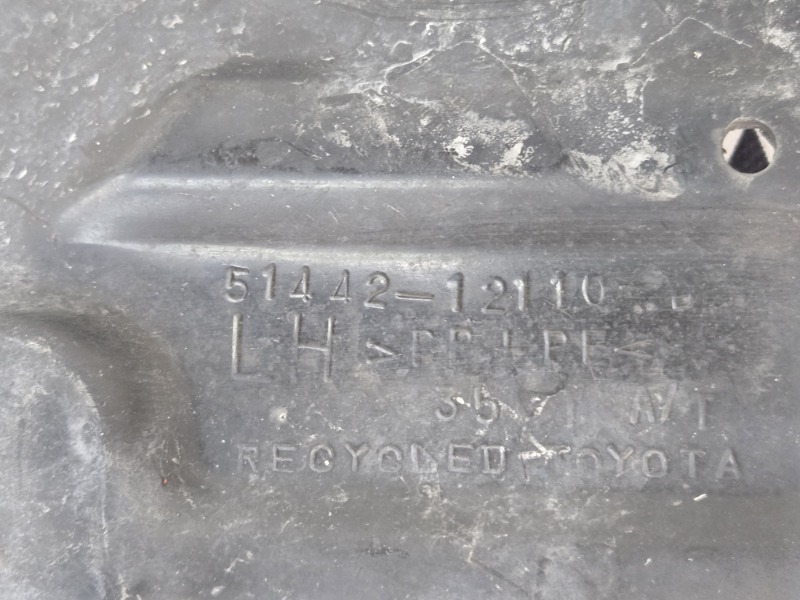 51442-12110
LH >PP+PE<
RECYCLED, TOYOTA